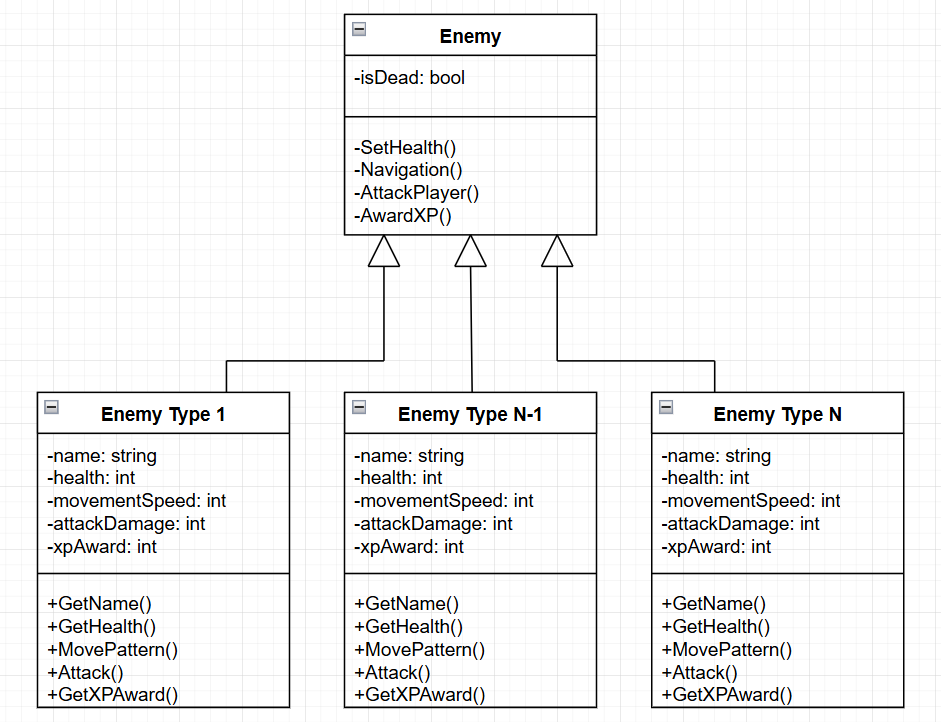 Enemy
-isDead: bool
-SetHealth()
-Navigation()
-AttackPlayer()
-AwardXP()
Enemy Type 1
-name: string
-health: int
-movementSpeed: int
-attackDamage: int
-xpAward: int
+GetName()
+GetHealth()
+MovePattern()
+Attack()
+GetXPAward()
Enemy Type N-1
-name: string
-health: int
-movementSpeed: int
-attackDamage: int
-xpAward: int
+GetName()
+GetHealth()
+MovePattern()
+Attack()
+GetXPAward()
Enemy Type N
-name: string
-health: int
-movementSpeed: int
-attackDamage: int
-xpAward: int
+GetName()
+GetHealth()
+MovePattern()
+Attack()
+GetXPAward()